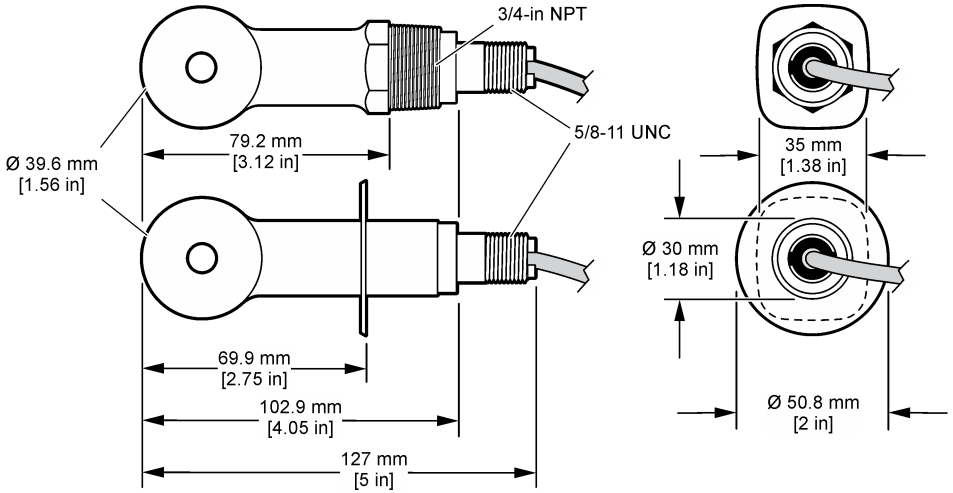 3/4-in NPT
5/8-11 UNC
79.2 mm
[3.12 in]
Ø 39.6 mm
[1.56 in]
35 mm
[1.38 in]
Ø 30 mm
[1.18 in]
69.9 mm
[2.75 in]
102.9 mm
[4.05 in]
Ø 50.8 mm
[2 in]
127 mm
[5 in]